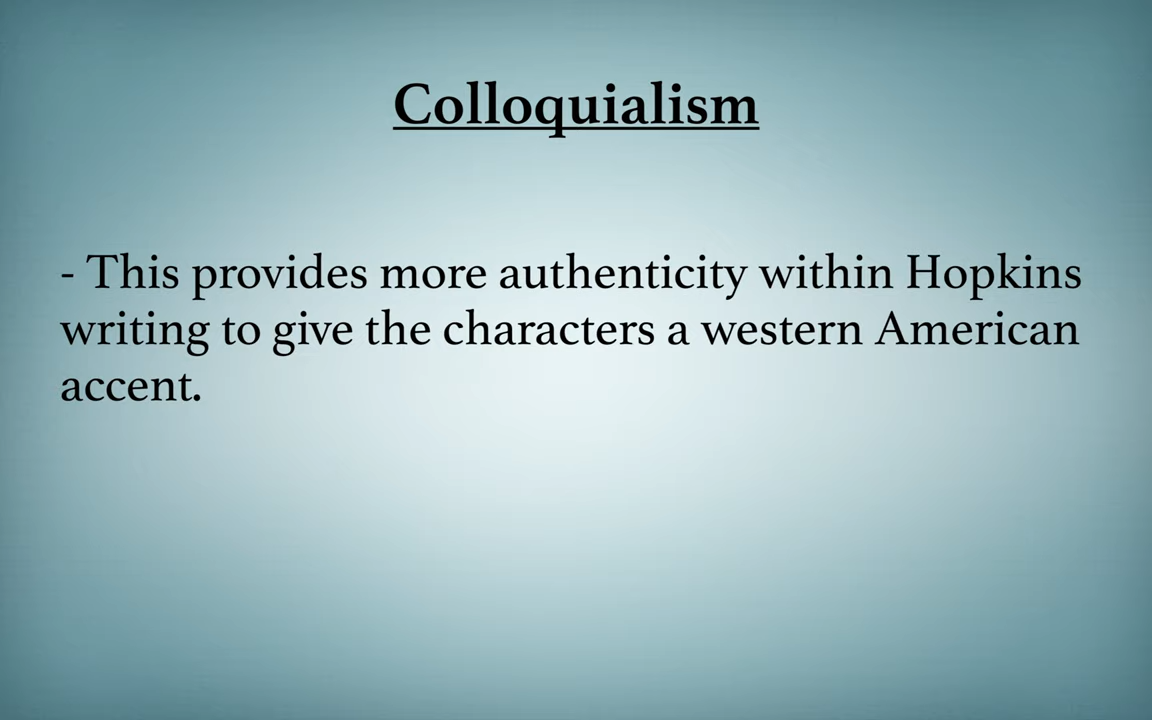 Colloquialism
- This provides more authenticity within Hopkins
writing to give the characters a western American
accent.